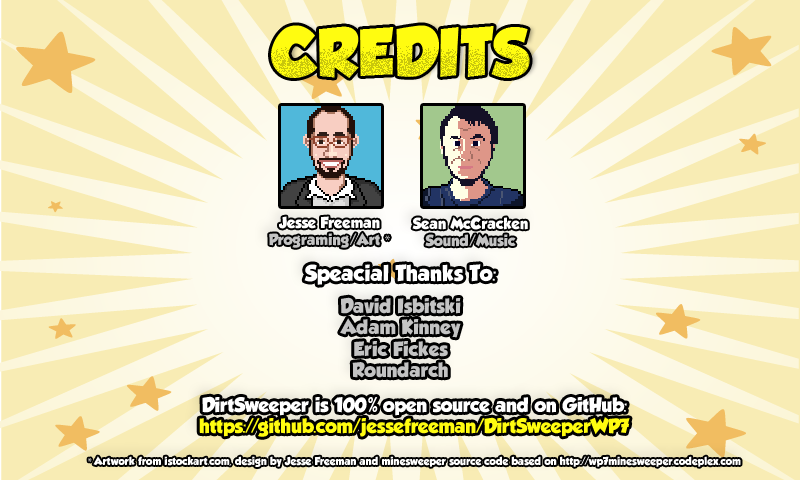 CREDITS
Jesse Freeman
Programing/Art *
Sean McCracken
Sound/Music
Speacial Thanks To:
David Isbitski
Adam Kinney
Eric Fickes
Roundarch
DirtSweeper is 100% open source and on GitHub:
https://github.com/jessefreeman/DirtSweeperWP7
* Artwork from istockart.com, design by Jesse Freeman and minesweeper source code based on http://wp7minesweeper.codeplex.com